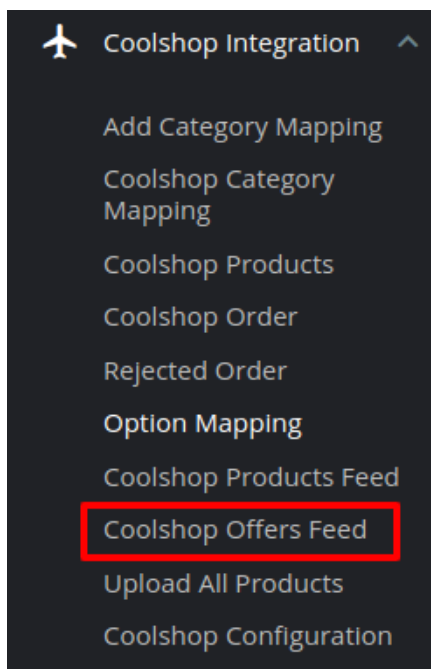 Coolshop Integration
Add Category Mapping
Coolshop Category
Mapping
Coolshop Products
Coolshop Order
Rejected Order
Option Mapping
Coolshop Products Feed
Coolshop Offers Feed
Upload All Products
Coolshop Configuration